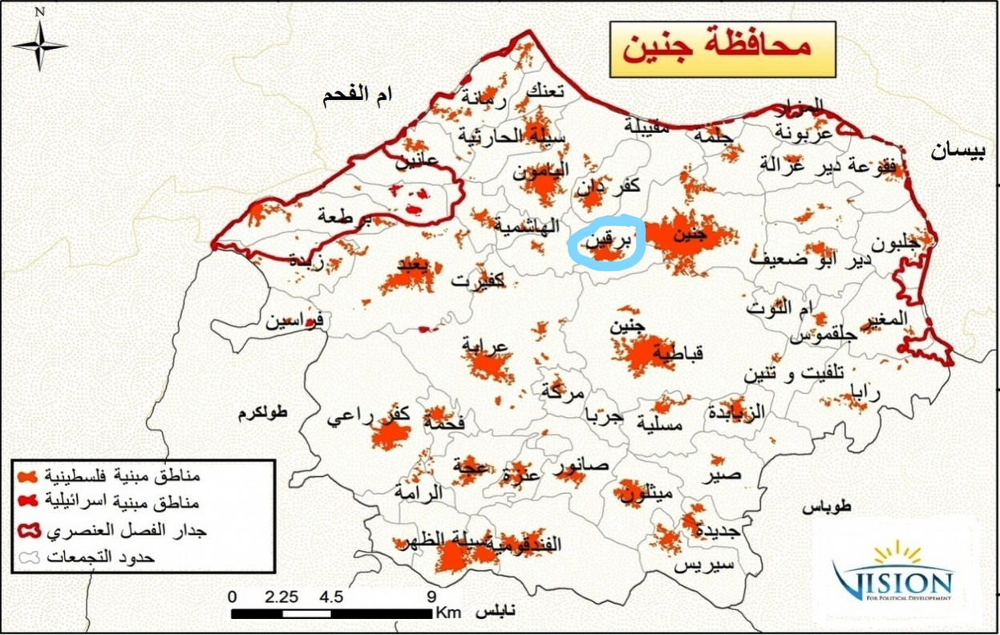 N
محافظة جنين
ام الفحم
تعنك
رمانة
المزار
مقيبلة
جلمة
عربونة
سيلة الحارثية
بيسان
عانين
اليامون
دير غزالة
فقوعة
كفر دان
برطعة
الهاشمية
برقين
جنين
جلبون
زبدة
يعبد
دير ابو ضعيف
كفيرت
ام التوت
فراسين
المغير
جنين
جلقموس
عرابة
قباطية
تلفيت و تنين
مركة
رابا
طولكرم
كفر راعي
فحمة
جربا
مسلية
الزبابدة
عجة
عنزة
صانور
صير
الرامة
ميثلون
طوباس
جديدة
سيلة الظهر
الفندقومية
سيريس
مناطق مبنية فلسطينية
مناطق مبنية اسرائيلية
جدار الفصل العنصري
حدود التجمعات
0 2.25 4.5 9
Km
نابلس
VISION
FOR POLITICAL DEVELOPEMENT